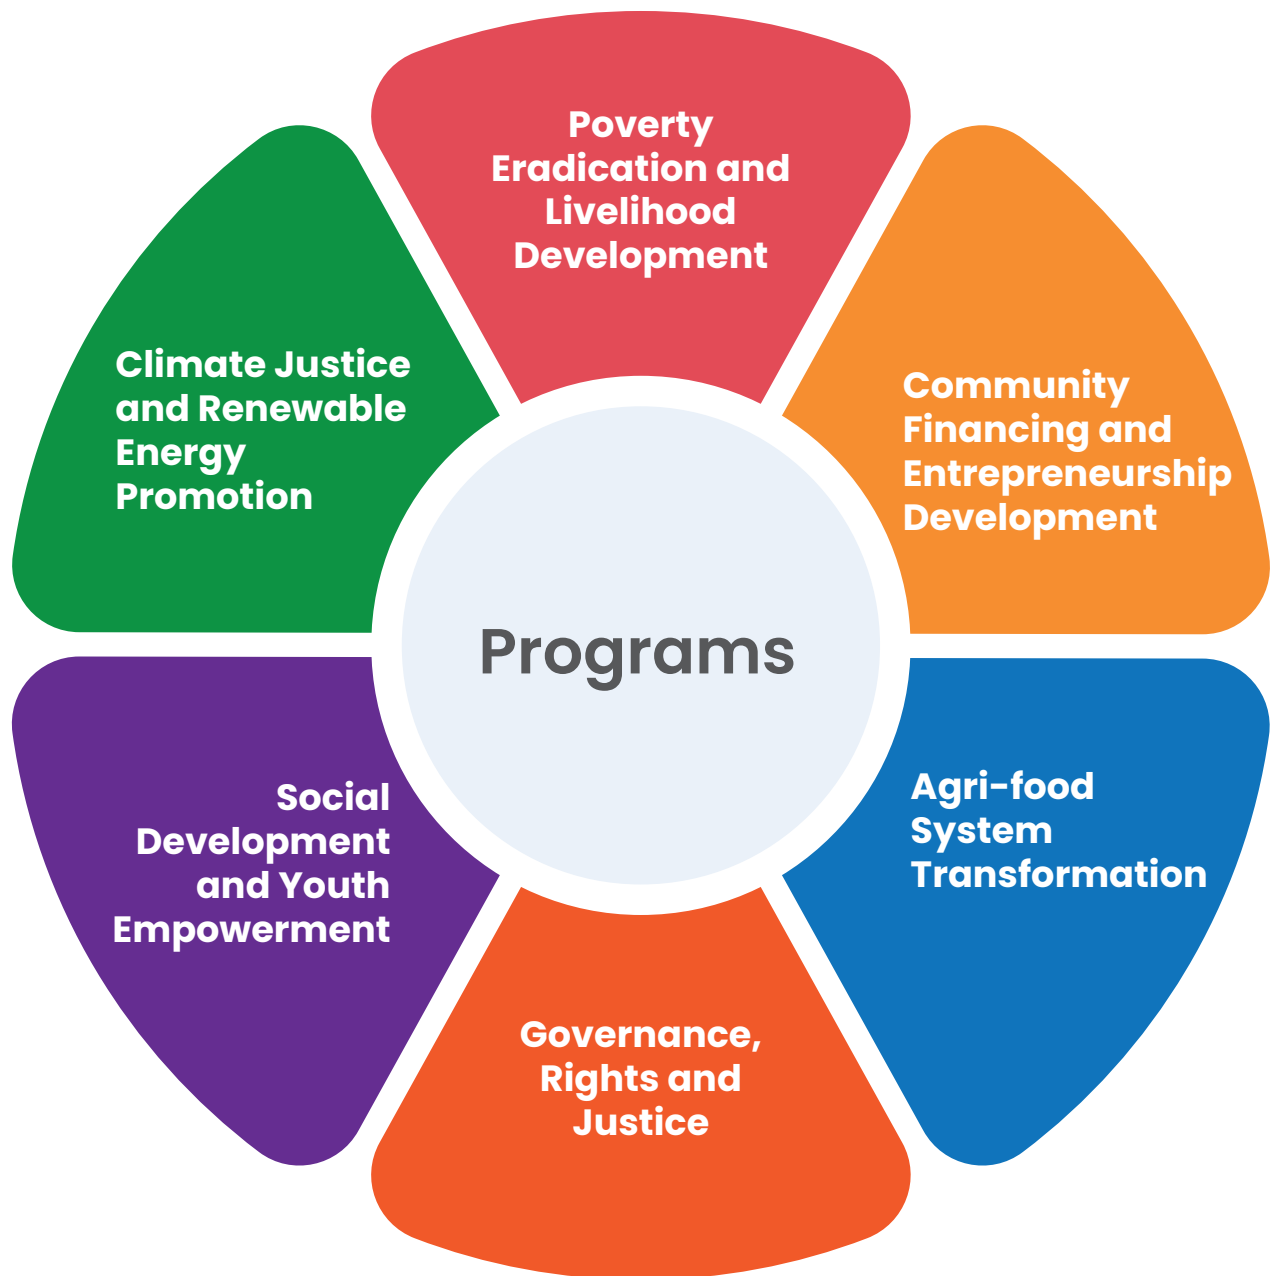 Poverty
Eradication and
Livelihood
Development
Community
Financing and
Entrepreneurship
Development
Agri-food
System
Transformation
Governance,
Rights and
Justice
Social
Development
and Youth
Empowerment
Climate Justice
and Renewable
Energy
Promotion
Programs